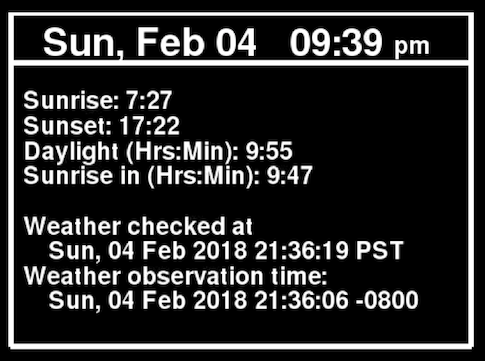 Sun, Feb 04 09:39 pm
Sunrise: 7:27
Sunset: 17:22
Daylight (Hrs:Min): 9:55
Sunrise in (Hrs:Min): 9:47
Weather checked at
Sun, 04 Feb 2018 21:36:19 PST
Weather observation time:
Sun, 04 Feb 2018 21:36:06 -0800